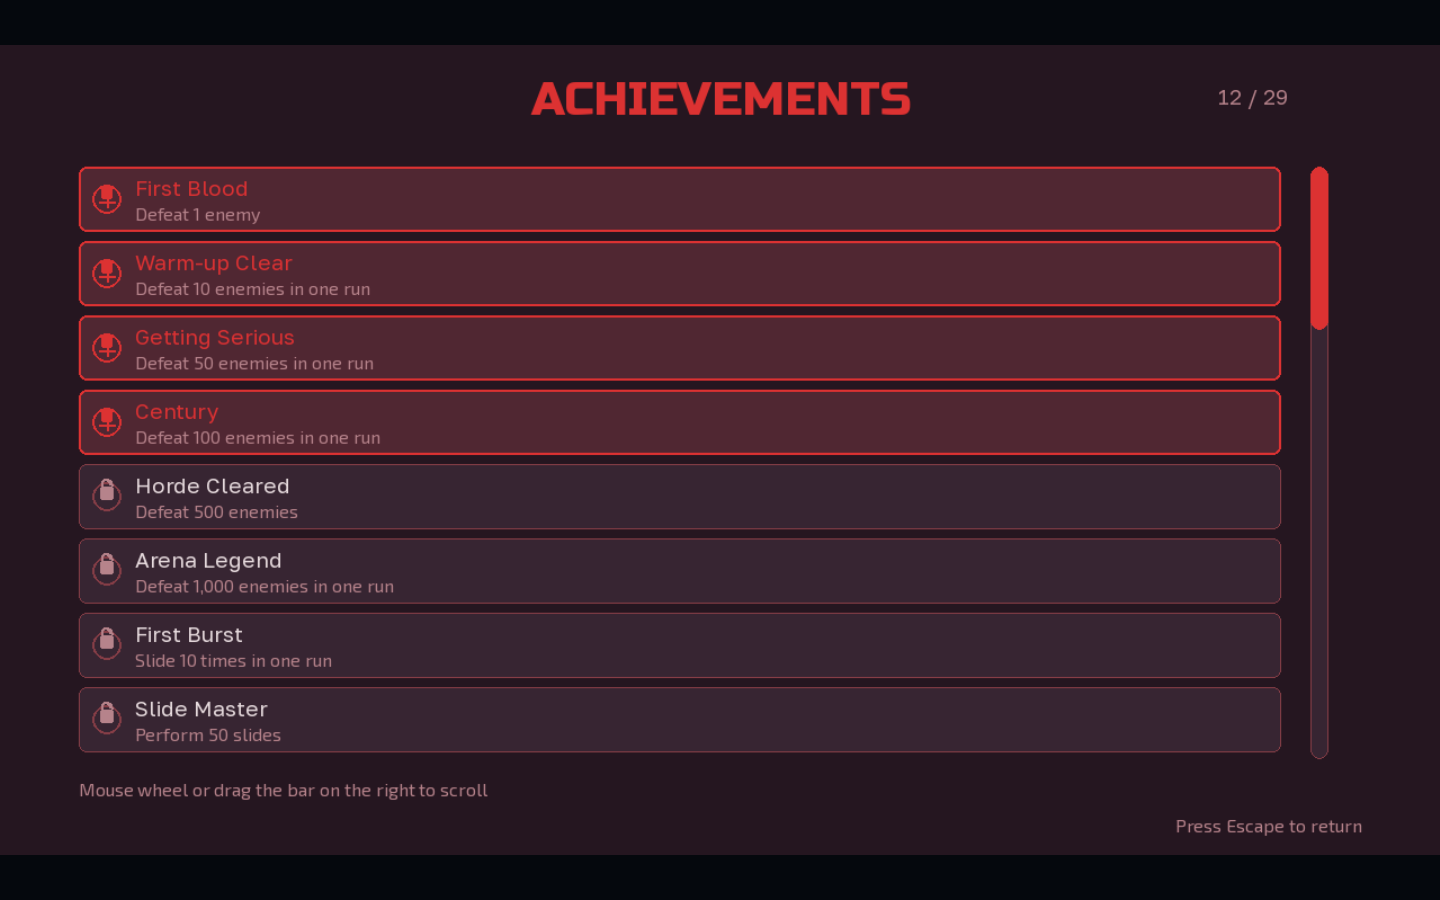 ACHIEVEMENTS
12 / 29
First Blood
Defeat 1 enemy
Warm-up Clear
Defeat 10 enemies in one run
Getting Serious
Defeat 50 enemies in one run
Century
Defeat 100 enemies in one run
Horde Cleared
Defeat 500 enemies
Arena Legend
Defeat 1,000 enemies in one run
First Burst
Slide 10 times in one run
Slide Master
Perform 50 slides
Mouse wheel or drag the bar on the right to scroll
Press Escape to return